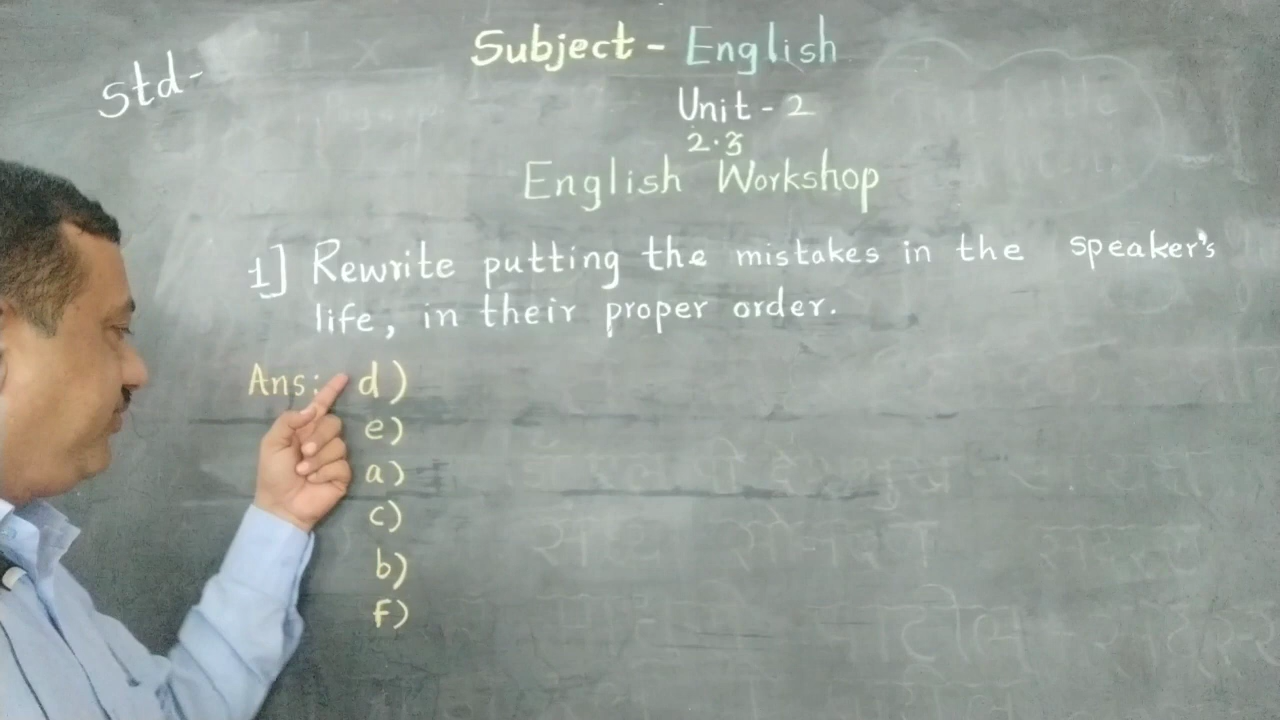 Std-
Subject - English
Unit - 2
2.3
English Workshop
1] Rewrite putting the mistakes in the speaker's
life, in their proper order.
Ans: d)
e)
a)
c)
b)
f)